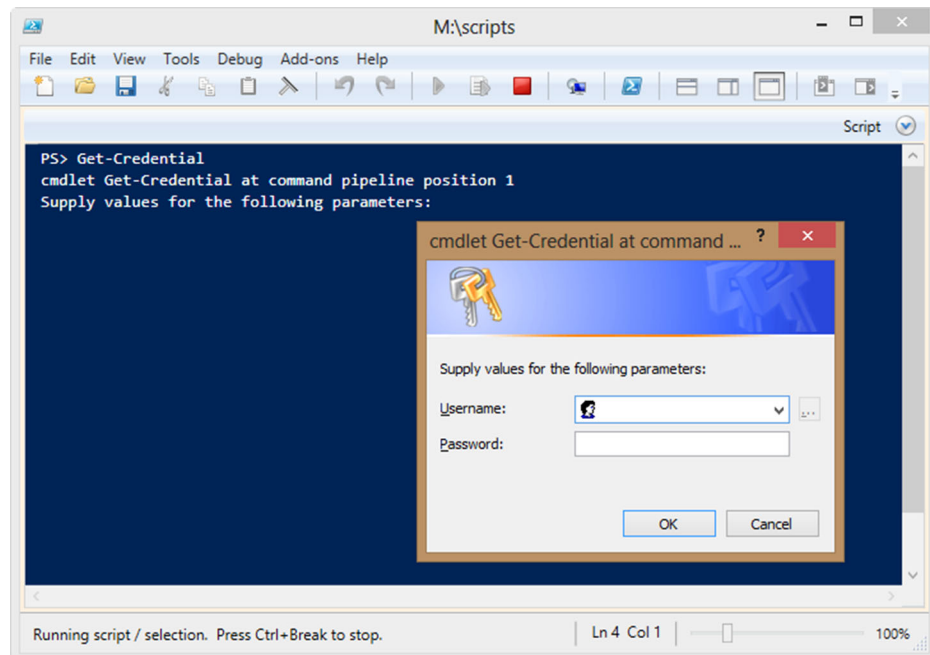 M:\scripts
File Edit View Tools Debug Add-ons Help
Script
PS> Get-Credential
cmdlet Get-Credential at command pipeline position 1
Supply values for the following parameters:
cmdlet Get-Credential at command ... ?
Supply values for the following parameters:
Username:
...
Password:
OK Cancel
Running script / selection. Press Ctrl+Break to stop. Ln 4 Col 1 100%